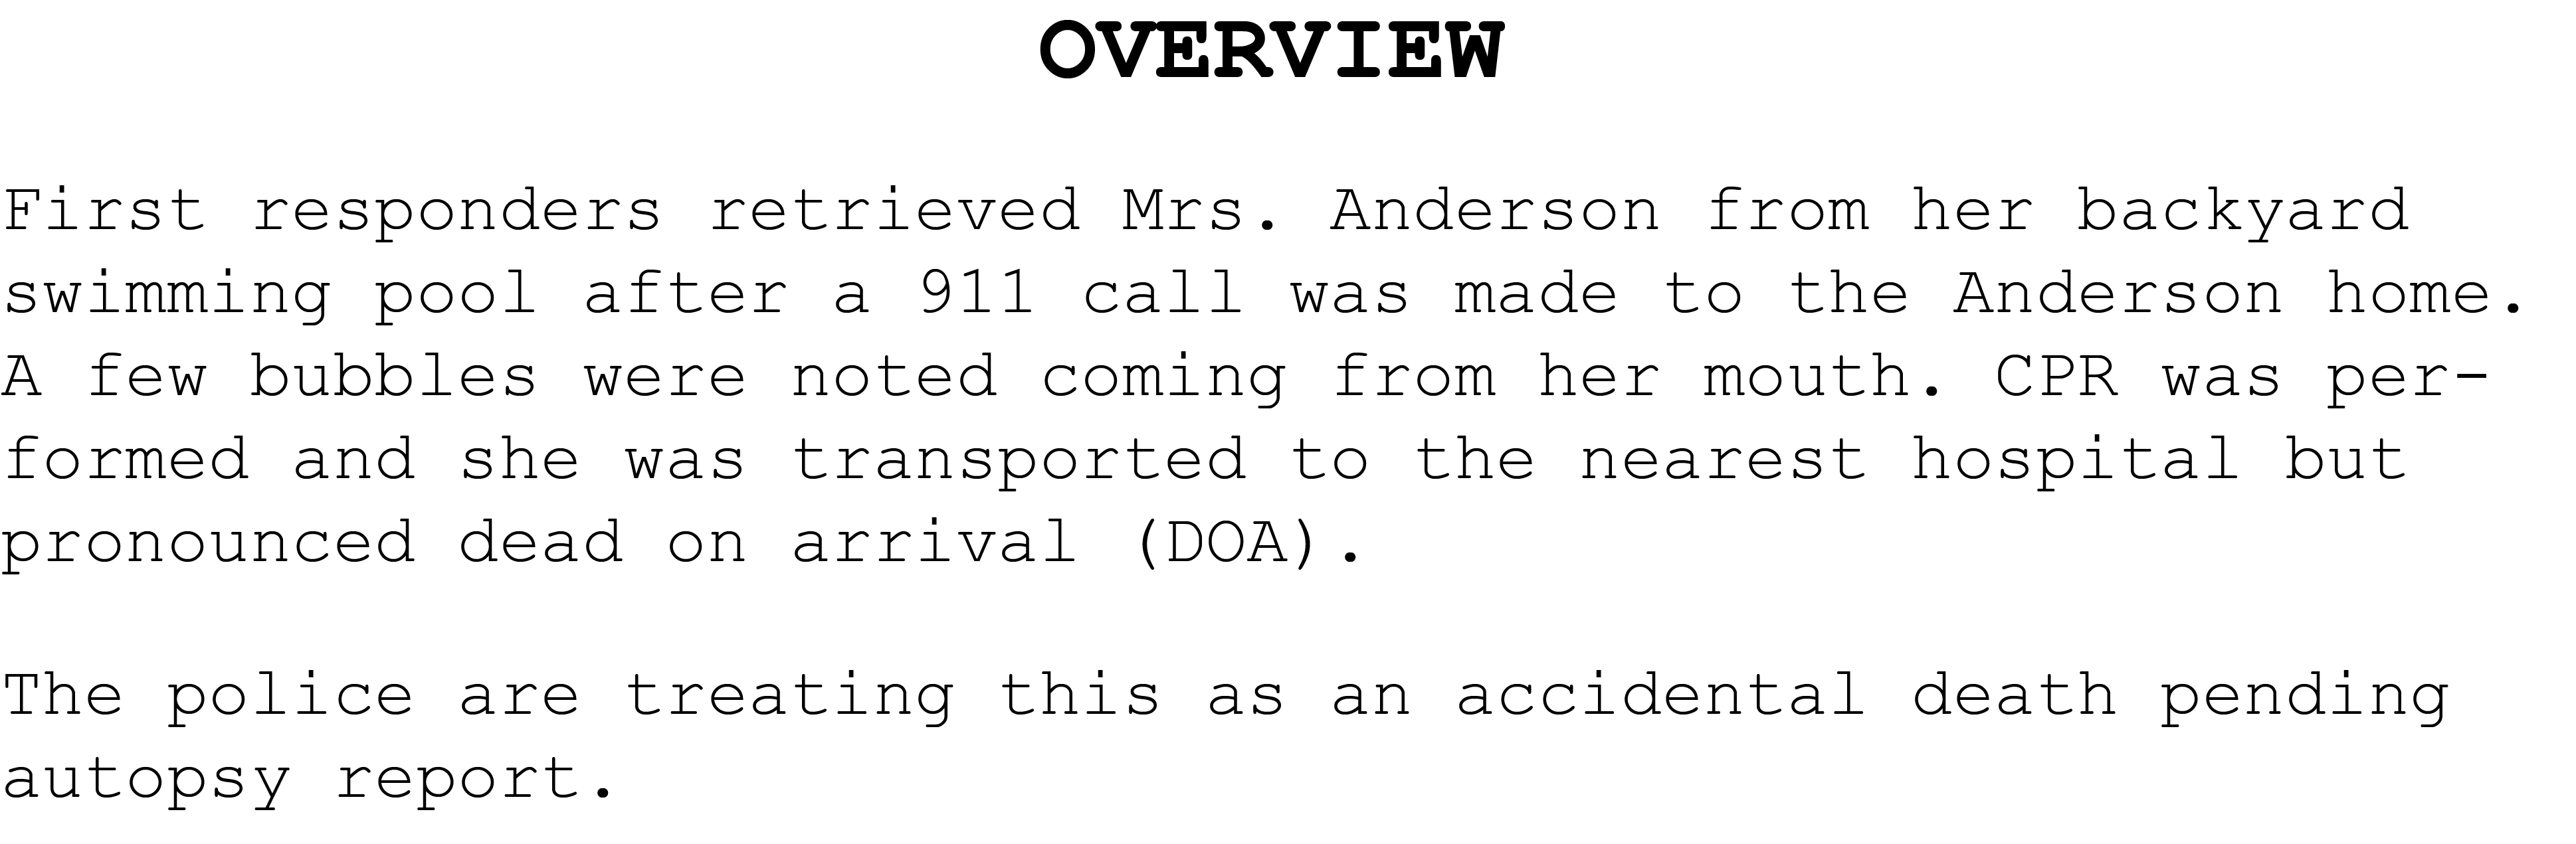 OVERVIEW
First responders retrieved Mrs. Anderson from her backyard
swimming pool after a 911 call was made to the Anderson home.
A few bubbles were noted coming from her mouth. CPR was per-
formed and she was transported to the nearest hospital but
pronounced dead on arrival (DOA).
The police are treating this as an accidental death pending
autopsy report.